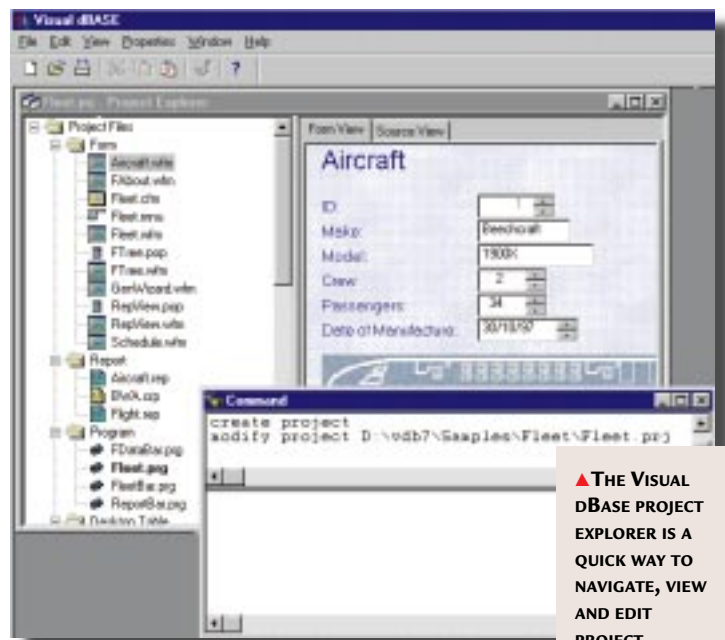 Visual dBASE
File Edit View Properties Window Help
Fleet.prj - Project Explorer
Project Files
Form
Aircraft.wfm
FAbout.wfm
Fleet.cfm
Fleet.mnu
Fleet.wfm
FTree.pop
FTree.wfm
GenWizard.wfm
RepView.pop
RepView.wfm
Schedule.wfm
Report
Aircraft.rep
Flight.rep
Program
FDataBar.prg
Fleet.prg
FleetBar.prg
ReportBar.prg
Desktop Table
Form View Source View
Aircraft
ID: 1
Make: Beechcraft
Model: 1900X
Crew: 2
Passengers: 34
Date of Manufacture: 30/10/97
Command
create project
modify project D:\vdb7\Samples\Fleet\Fleet.prj
▲THE VISUAL
DBASE PROJECT
EXPLORER IS A
QUICK WAY TO
NAVIGATE, VIEW
AND EDIT
PROJECT